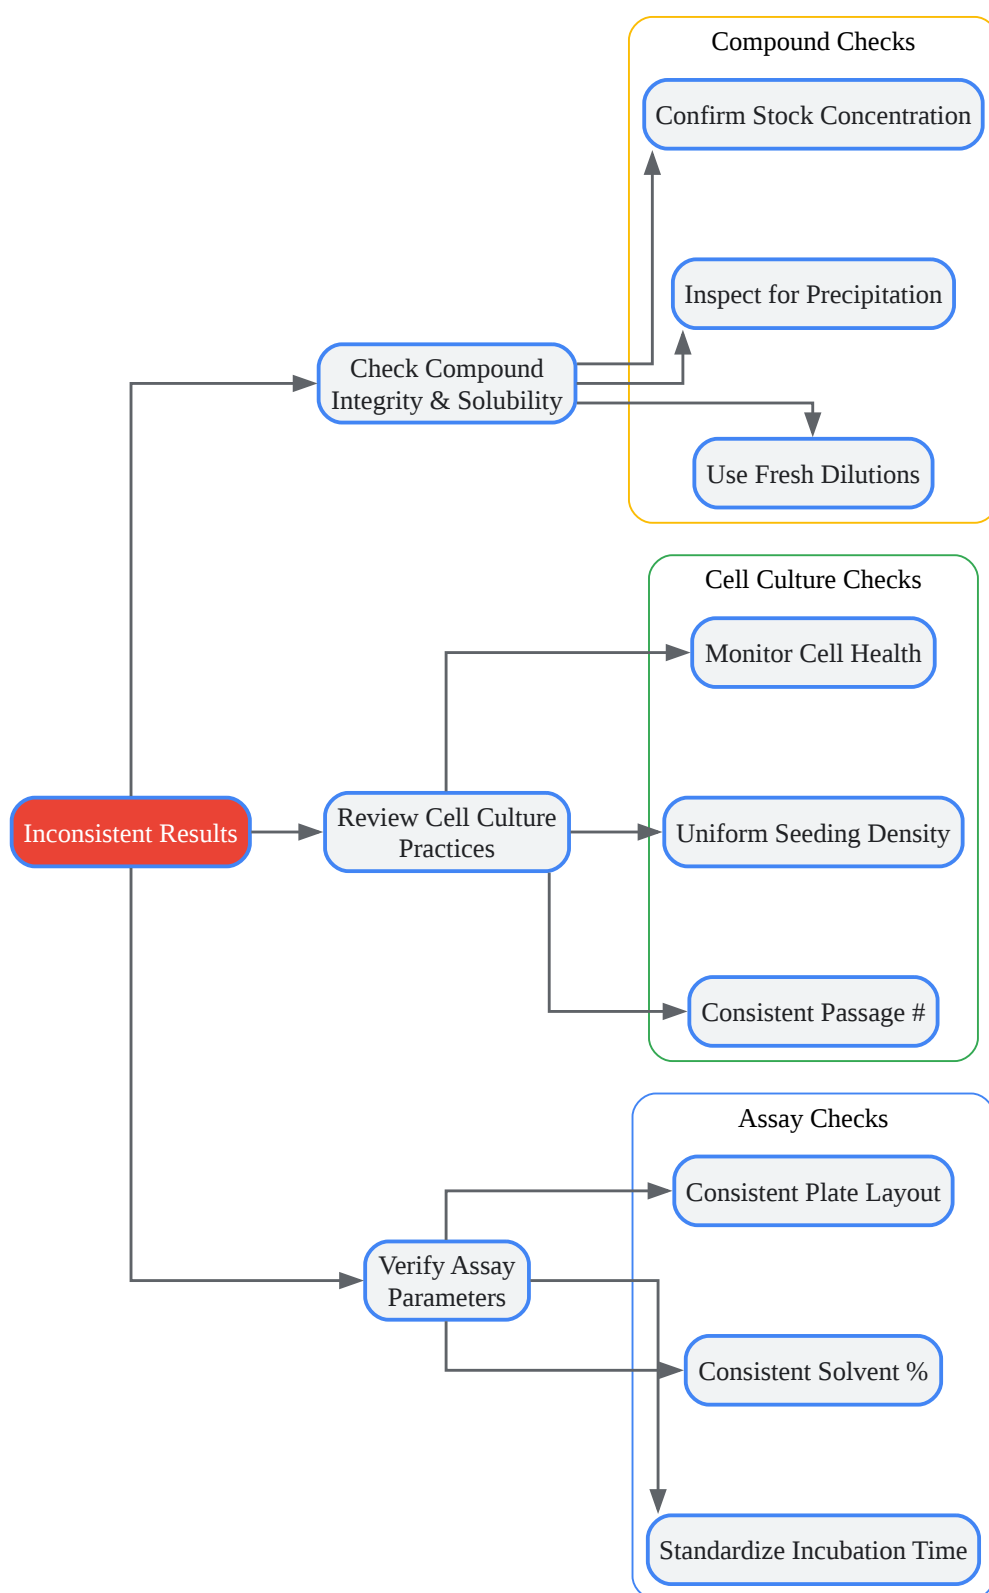 Compound Checks
Confirm Stock Concentration
Inspect for Precipitation
Check Compound
Integrity & Solubility
Use Fresh Dilutions
Cell Culture Checks
Monitor Cell Health
Inconsistent Results
Review Cell Culture
Practices
Uniform Seeding Density
Consistent Passage #
Assay Checks
Consistent Plate Layout
Verify Assay
Parameters
Consistent Solvent %
Standardize Incubation Time